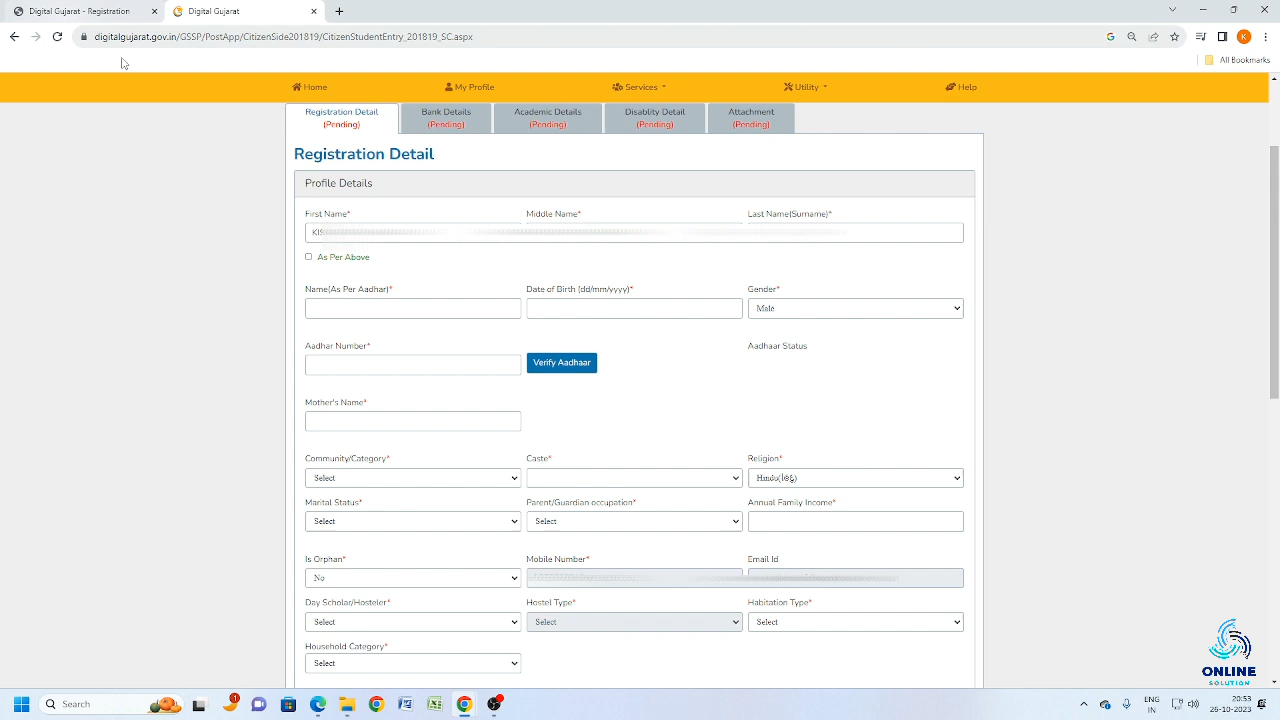 Digital Gujarat - Registration
Digital Gujarat
digitalgujarat.gov.in/GSSP/PostApp/CitizenSide201819/CitizenStudentEntry_201819_SC.aspx
K
All Bookmarks
Home My Profile Services Utility Help
Registration Detail Bank Details Academic Details Disablity Detail Attachment
(Pending) (Pending) (Pending) (Pending) (Pending)
Registration Detail
Profile Details
First Name* Middle Name* Last Name(Surname)*
As Per Above
Name(As Per Aadhar)* Date of Birth (dd/mm/yyyy)* Gender*
Male
Aadhar Number* Aadhaar Status
Verify Aadhaar
Mother's Name*
Community/Category* Caste* Religion*
Select Hindu(હિંદુ)
Marital Status* Parent/Guardian occupation* Annual Family Income*
Select Select
Is Orphan* Mobile Number* Email Id
No
Day Scholar/Hosteler* Hostel Type* Habitation Type*
Select Select Select
Household Category*
Select
ONLINE
SOLUTION
Search
1
ENG
IN
20:53
26-10-2023